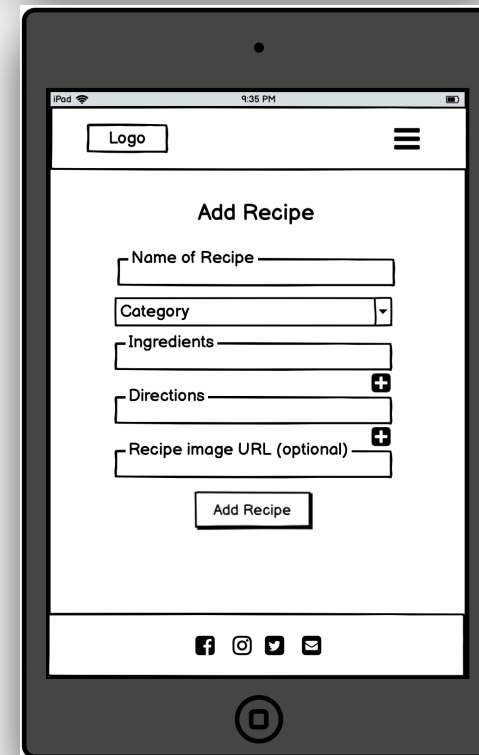 iPad 9:35 PM
Logo
Add Recipe
Name of Recipe
Category
Ingredients
Directions
Recipe image URL (optional)
Add Recipe